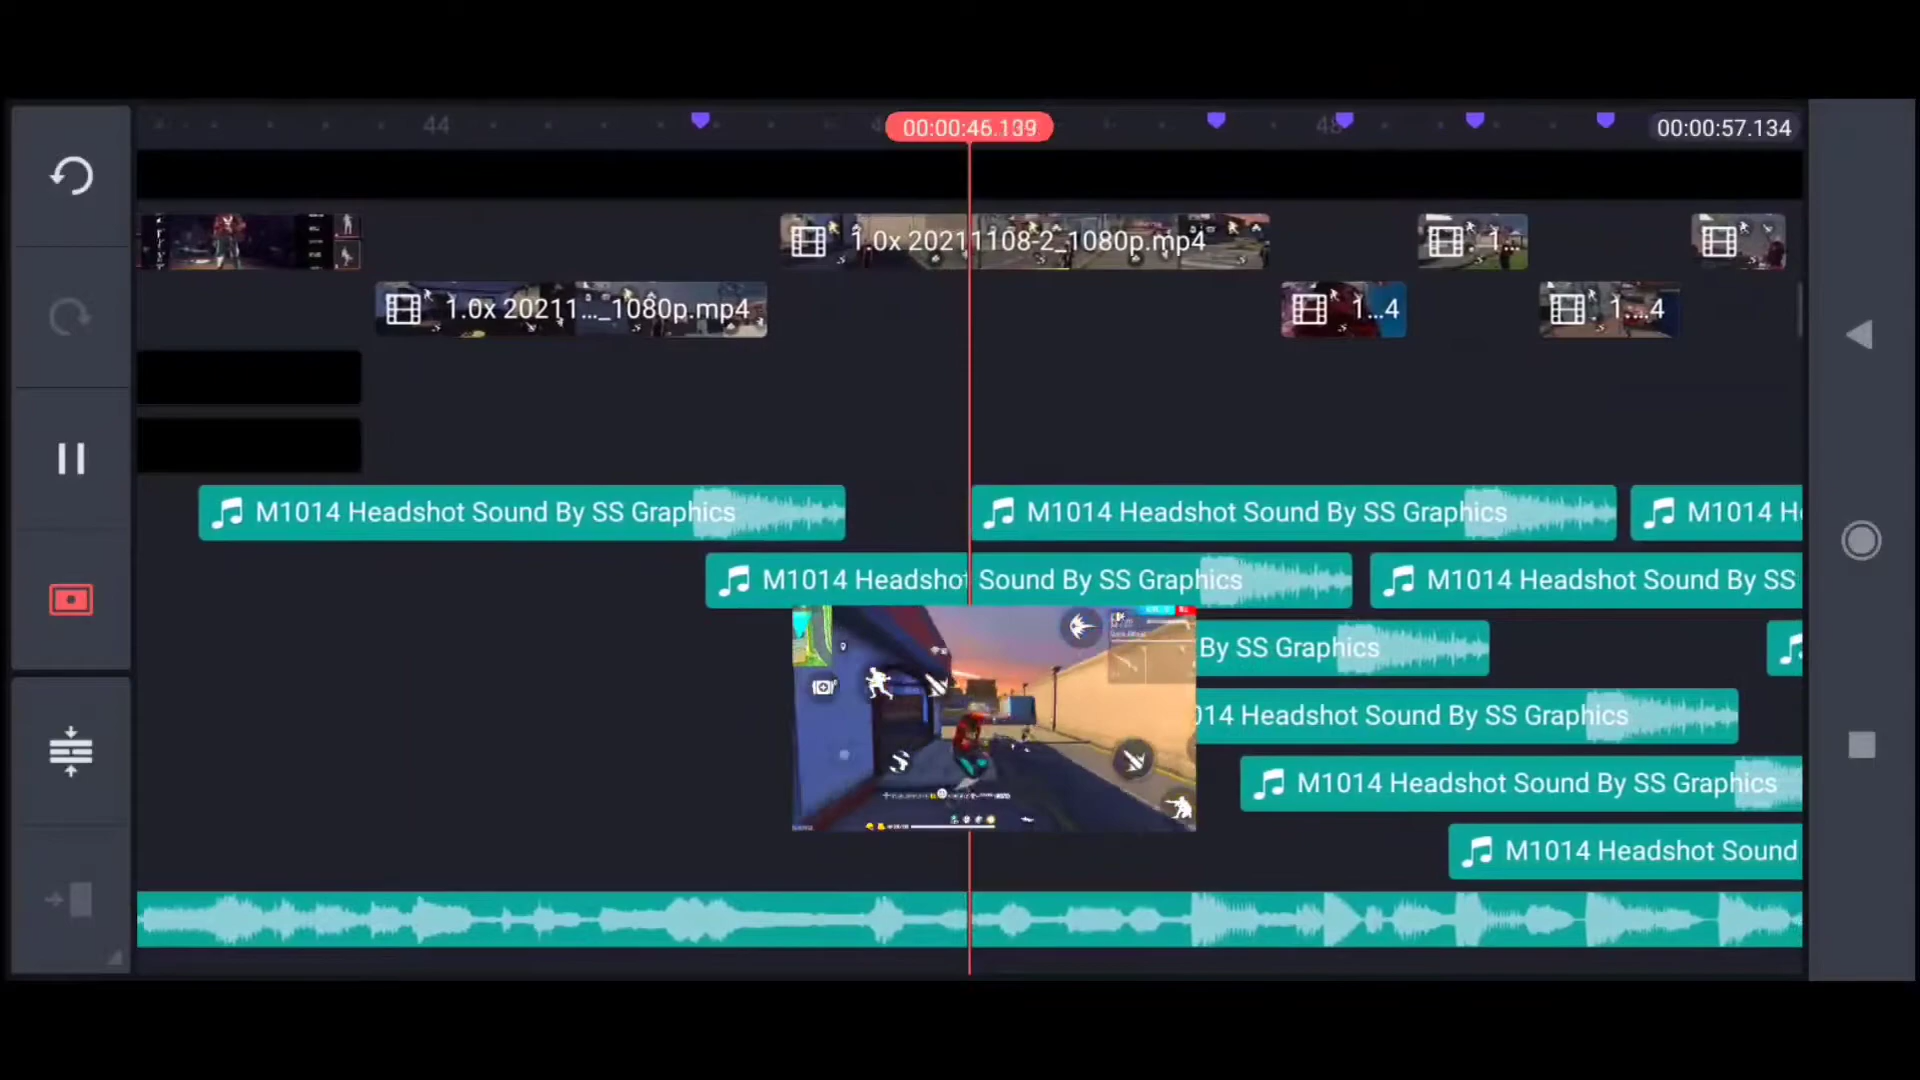 44
00:00:46.139
48
00:00:57.134
1.0x 20211108-2_1080p.mp4
1...
1.0x 20211..._1080p.mp4
1...4
1....4
M1014 Headshot Sound By SS Graphics
M1014 Headshot Sound By SS Graphics
M1014 H
M1014 Headshot Sound By SS Graphics
M1014 Headshot Sound By SS
By SS Graphics
014 Headshot Sound By SS Graphics
M1014 Headshot Sound By SS Graphics
M1014 Headshot Sound